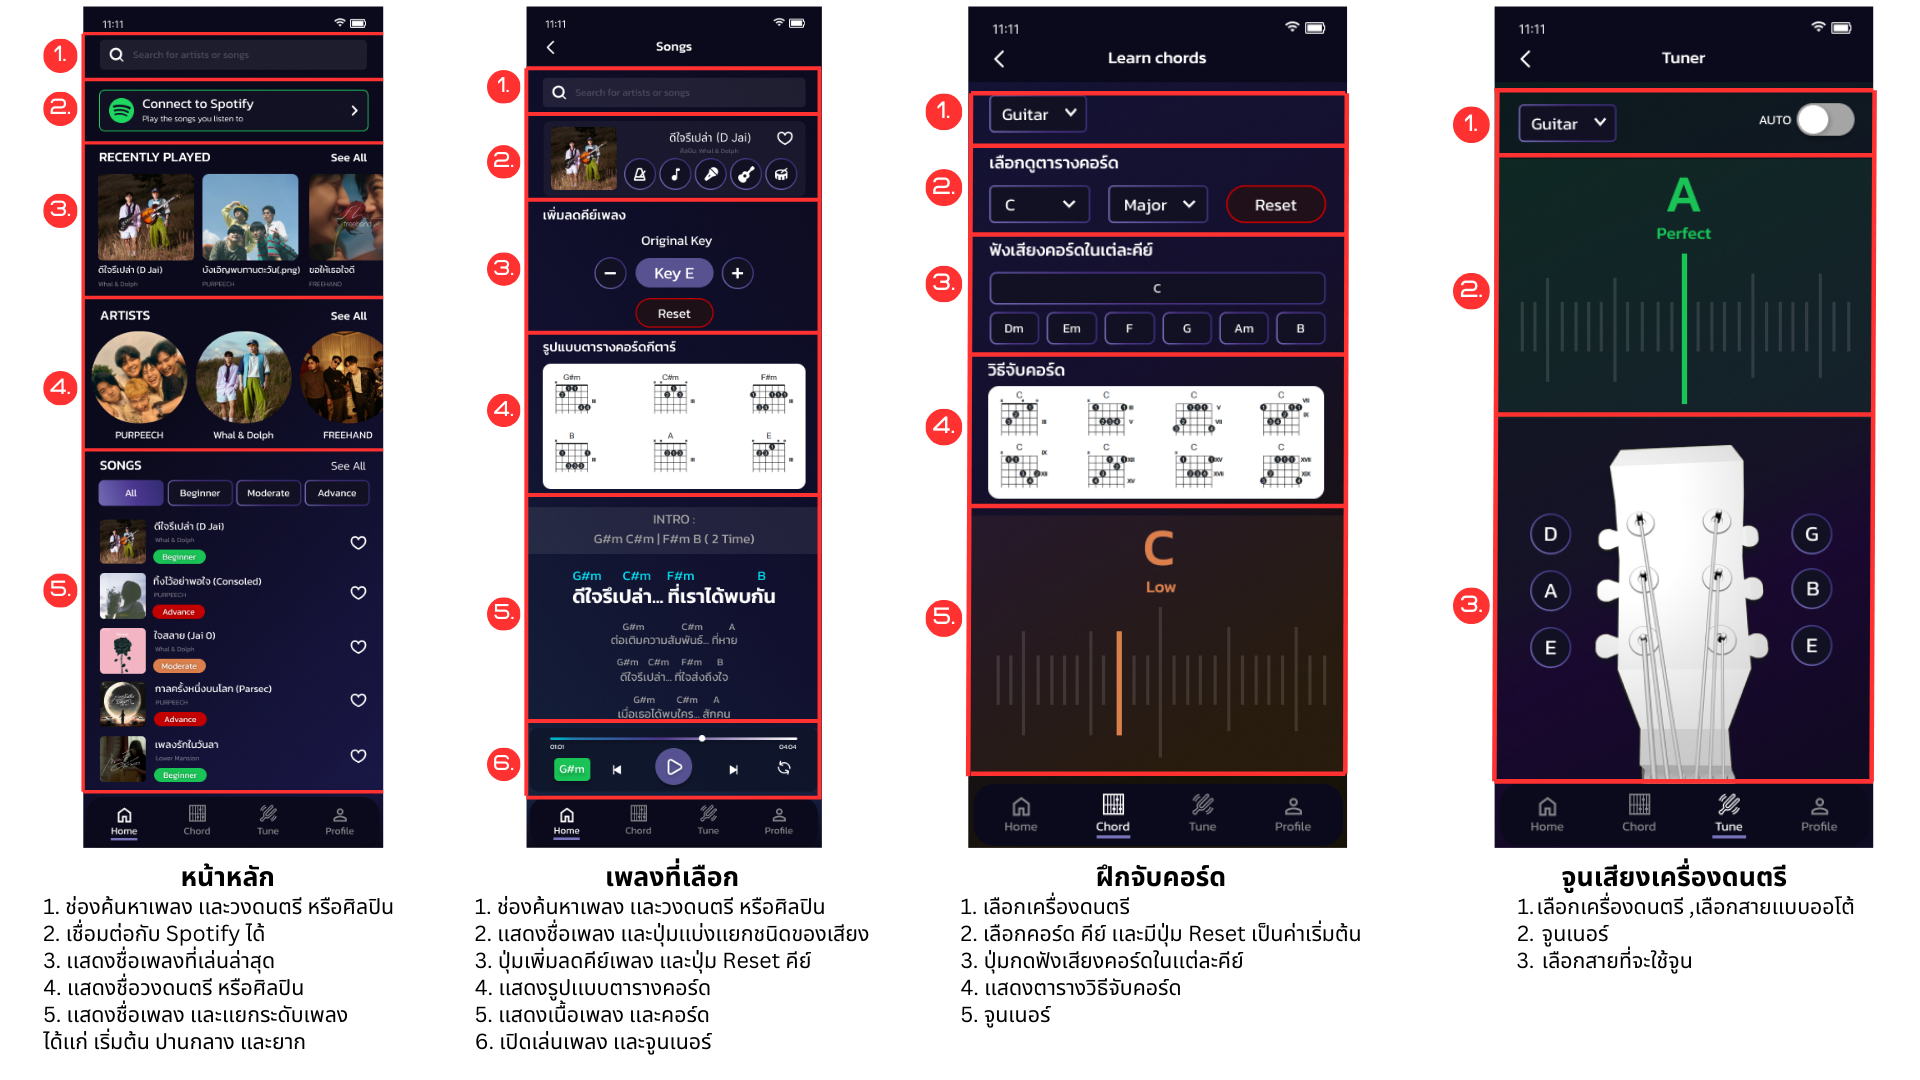 11:11
1.
Search for artists or songs
2.
Connect to Spotify
Play the songs you listen to
3.
RECENTLY PLAYED
See All
ดีใจรึเปล่า (D Jai)
บังเอิญพบทานตะวัน(.png)
ขอให้เธอใจดี
Whal & Dolph
PURPEECH
FREEHAND
4.
ARTISTS
See All
PURPEECH
Whal & Dolph
FREEHAND
5.
SONGS
See All
All
Beginner
Moderate
Advance
ดีใจรึเปล่า (D Jai)
Whal & Dolph
Beginner
ทิ้งไว้อย่าพอใจ (Consoled)
PURPEECH
Advance
ใจสลาย (Jai O)
Whal & Dolph
Moderate
กาลครั้งหนึ่งบนโลก (Parsec)
PURPEECH
Advance
เพลงรักในวันลา
Lower Mansion
Beginner
Home
Chord
Tune
Profile
หน้าหลัก
1. ช่องค้นหาเพลง และวงดนตรี หรือศิลปิน
2. เชื่อมต่อกับ Spotify ได้
3. แสดงชื่อเพลงที่เล่นล่าสุด
4. แสดงชื่อวงดนตรี หรือศิลปิน
5. แสดงชื่อเพลง และแยกระดับเพลง
ได้แก่ เริ่มต้น ปานกลาง และยาก
11:11
Songs
1.
Search for artists or songs
2.
ดีใจรึเปล่า (D Jai)
ศิลปิน: Whal & Dolph
3.
เพิ่มลดคีย์เพลง
Original Key
Key E
Reset
4.
รูปแบบตารางคอร์ดกีตาร์
G#m
C#m
F#m
B
A
E
5.
INTRO :
G#m C#m | F#m B ( 2 Time)
G#m C#m F#m B
ดีใจรึเปล่า... ที่เราได้พบกัน
G#m C#m A
ต่อเติมความสัมพันธ์... ที่หาย
G#m C#m F#m B
ดีใจรึเปล่า... ที่ใจส่งถึงใจ
G#m C#m A
เมื่อเธอได้พบใคร... สักคน
6.
01:01
04:04
G#m
Home
Chord
Tune
Profile
เพลงที่เลือก
1. ช่องค้นหาเพลง และวงดนตรี หรือศิลปิน
2. แสดงชื่อเพลง และปุ่มแบ่งแยกชนิดของเสียง
3. ปุ่มเพิ่มลดคีย์เพลง และปุ่ม Reset คีย์
4. แสดงรูปแบบตารางคอร์ด
5. แสดงเนื้อเพลง และคอร์ด
6. เปิดเล่นเพลง และจูนเนอร์
11:11
Learn chords
1.
Guitar
2.
เลือกดูตารางคอร์ด
C
Major
Reset
3.
ฟังเสียงคอร์ดในแต่ละคีย์
C
Dm
Em
F
G
Am
B
4.
วิธีจับคอร์ด
C
C
C
C
C
C
C
C
5.
C
Low
Home
Chord
Tune
Profile
ฝึกจับคอร์ด
1. เลือกเครื่องดนตรี
2. เลือกคอร์ด คีย์ และมีปุ่ม Reset เป็นค่าเริ่มต้น
3. ปุ่มกดฟังเสียงคอร์ดในแต่ละคีย์
4. แสดงตารางวิธีจับคอร์ด
5. จูนเนอร์
11:11
Tuner
1.
Guitar
AUTO
2.
A
Perfect
3.
D
G
A
B
E
E
Home
Chord
Tune
Profile
จูนเสียงเครื่องดนตรี
1. เลือกเครื่องดนตรี ,เลือกสายแบบออโต้
2. จูนเนอร์
3. เลือกสายที่จะใช้จูน